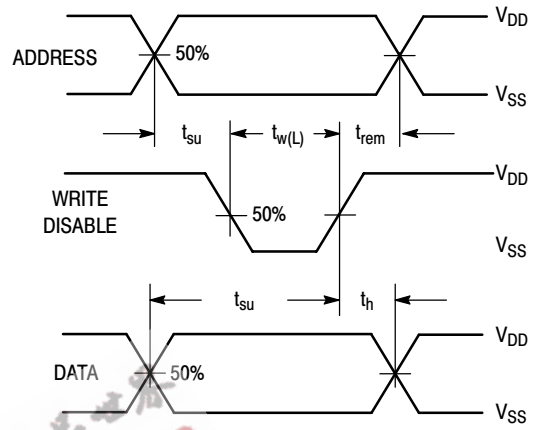 V_DD
ADDRESS
50%
V_SS
t_su t_w(L) t_rem
V_DD
WRITE
DISABLE
50%
V_SS
t_su t_h
V_DD
DATA
50%
V_SS